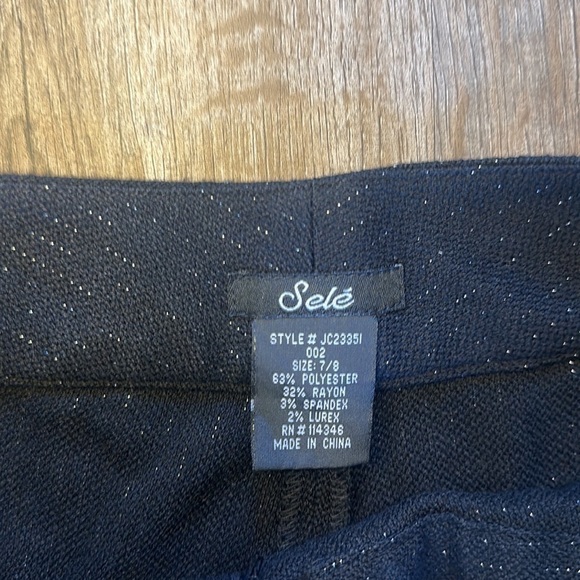 Selé
STYLE # JC23351
002
SIZE: 7/8
63% POLYESTER
32% RAYON
3% SPANDEX
2% LUREX
RN # 114346
MADE IN CHINA